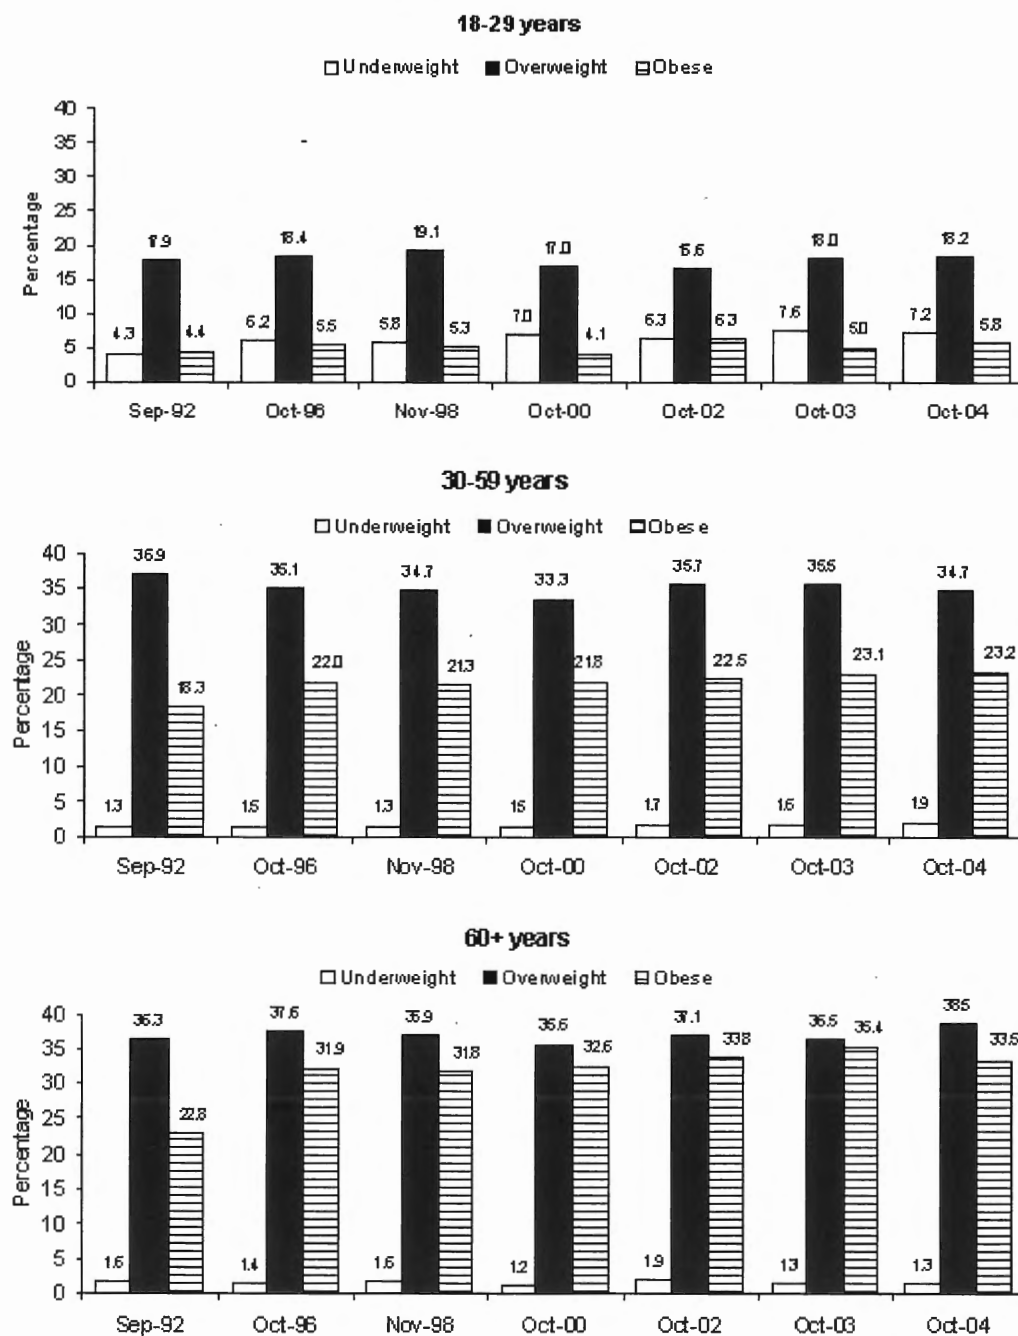 18-29 years
Underweight Overweight Obese
40
35
30
25
20
15
10
5
0
Percentage
4.3 17.9 4.4 6.2 18.4 5.5 5.8 19.1 5.3 7.0 17.0 4.1 6.3 6.3 7.6 18.0 5.0 7.2 18.2 5.8
Sep-92 Oct-96 Nov-98 Oct-00 Oct-02 Oct-03 Oct-04
30-59 years
Underweight Overweight Obese
40
35
30
25
20
15
10
5
0
Percentage
1.3 36.9 18.3 35.1 22.0 1.3 34.7 21.3 33.3 21.8 1.7 35.7 22.5 1.6 35.5 23.1 1.9 34.7 23.2
Sep-92 Oct-96 Nov-98 Oct-00 Oct-02 Oct-03 Oct-04
60+ years
Underweight Overweight Obese
40
35
30
25
20
15
10
5
0
Percentage
1.6 36.3 22.8 1.4 37.6 31.9 1.6 31.8 1.2 35.6 32.6 1.9 37.1 33.8 1.3 36.5 35.4 1.3 38.5
Sep-92 Oct-96 Nov-98 Oct-00 Oct-02 Oct-03 Oct-04